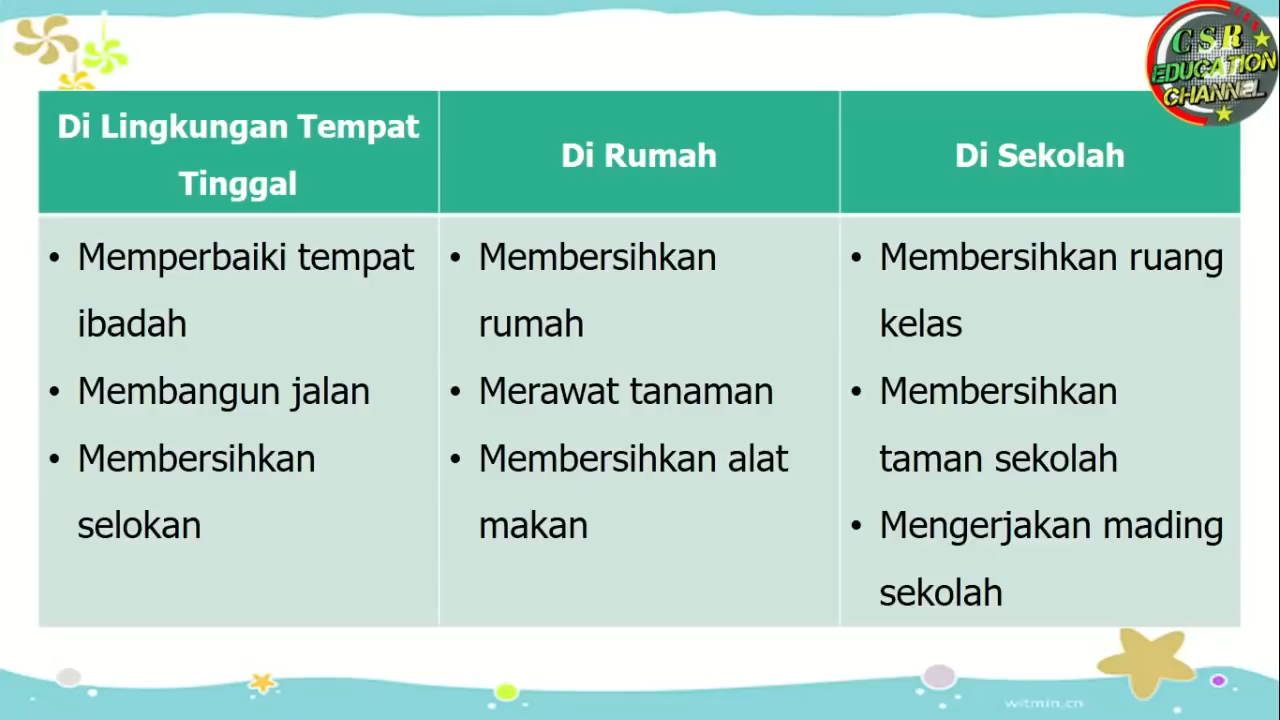 CSR
EDUCATION
CHANNEL
Di Lingkungan Tempat
Tinggal
Di Rumah
Di Sekolah
• Memperbaiki tempat
ibadah
• Membangun jalan
• Membersihkan
selokan
• Membersihkan
rumah
• Merawat tanaman
• Membersihkan alat
makan
• Membersihkan ruang
kelas
• Membersihkan
taman sekolah
• Mengerjakan mading
sekolah
witmin.cn